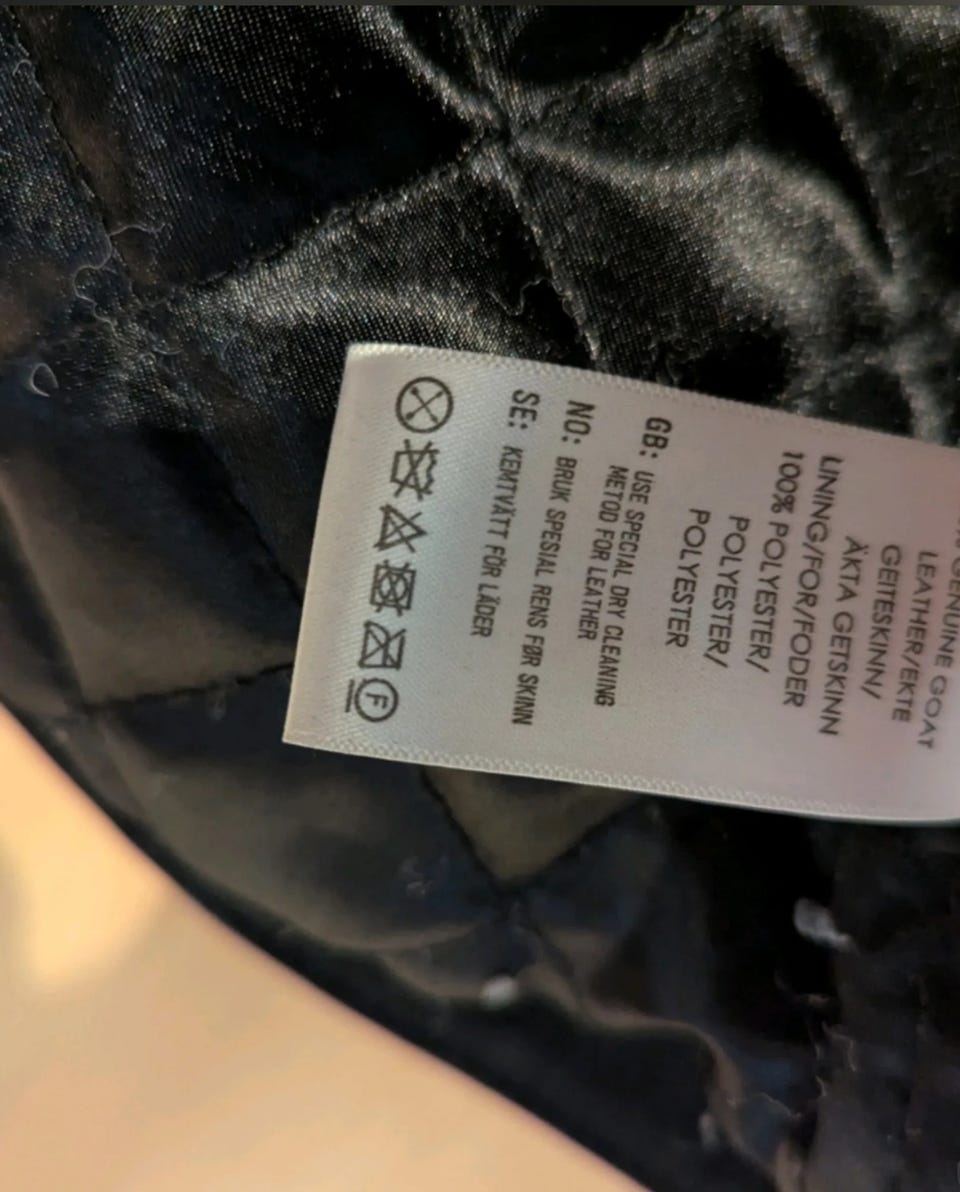 GENUINE GOAT
LEATHER/EKTE
GEITESKINN/
ÄKTA GETSKINN
LINING/FOR/FODER
100% POLYESTER/
POLYESTER/
POLYESTER
GB: USE SPECIAL DRY CLEANING
METOD FOR LEATHER
NO: BRUK SPESIAL RENS FØR SKINN
SE: KEMTVÄTT FÖR LÄDER
F